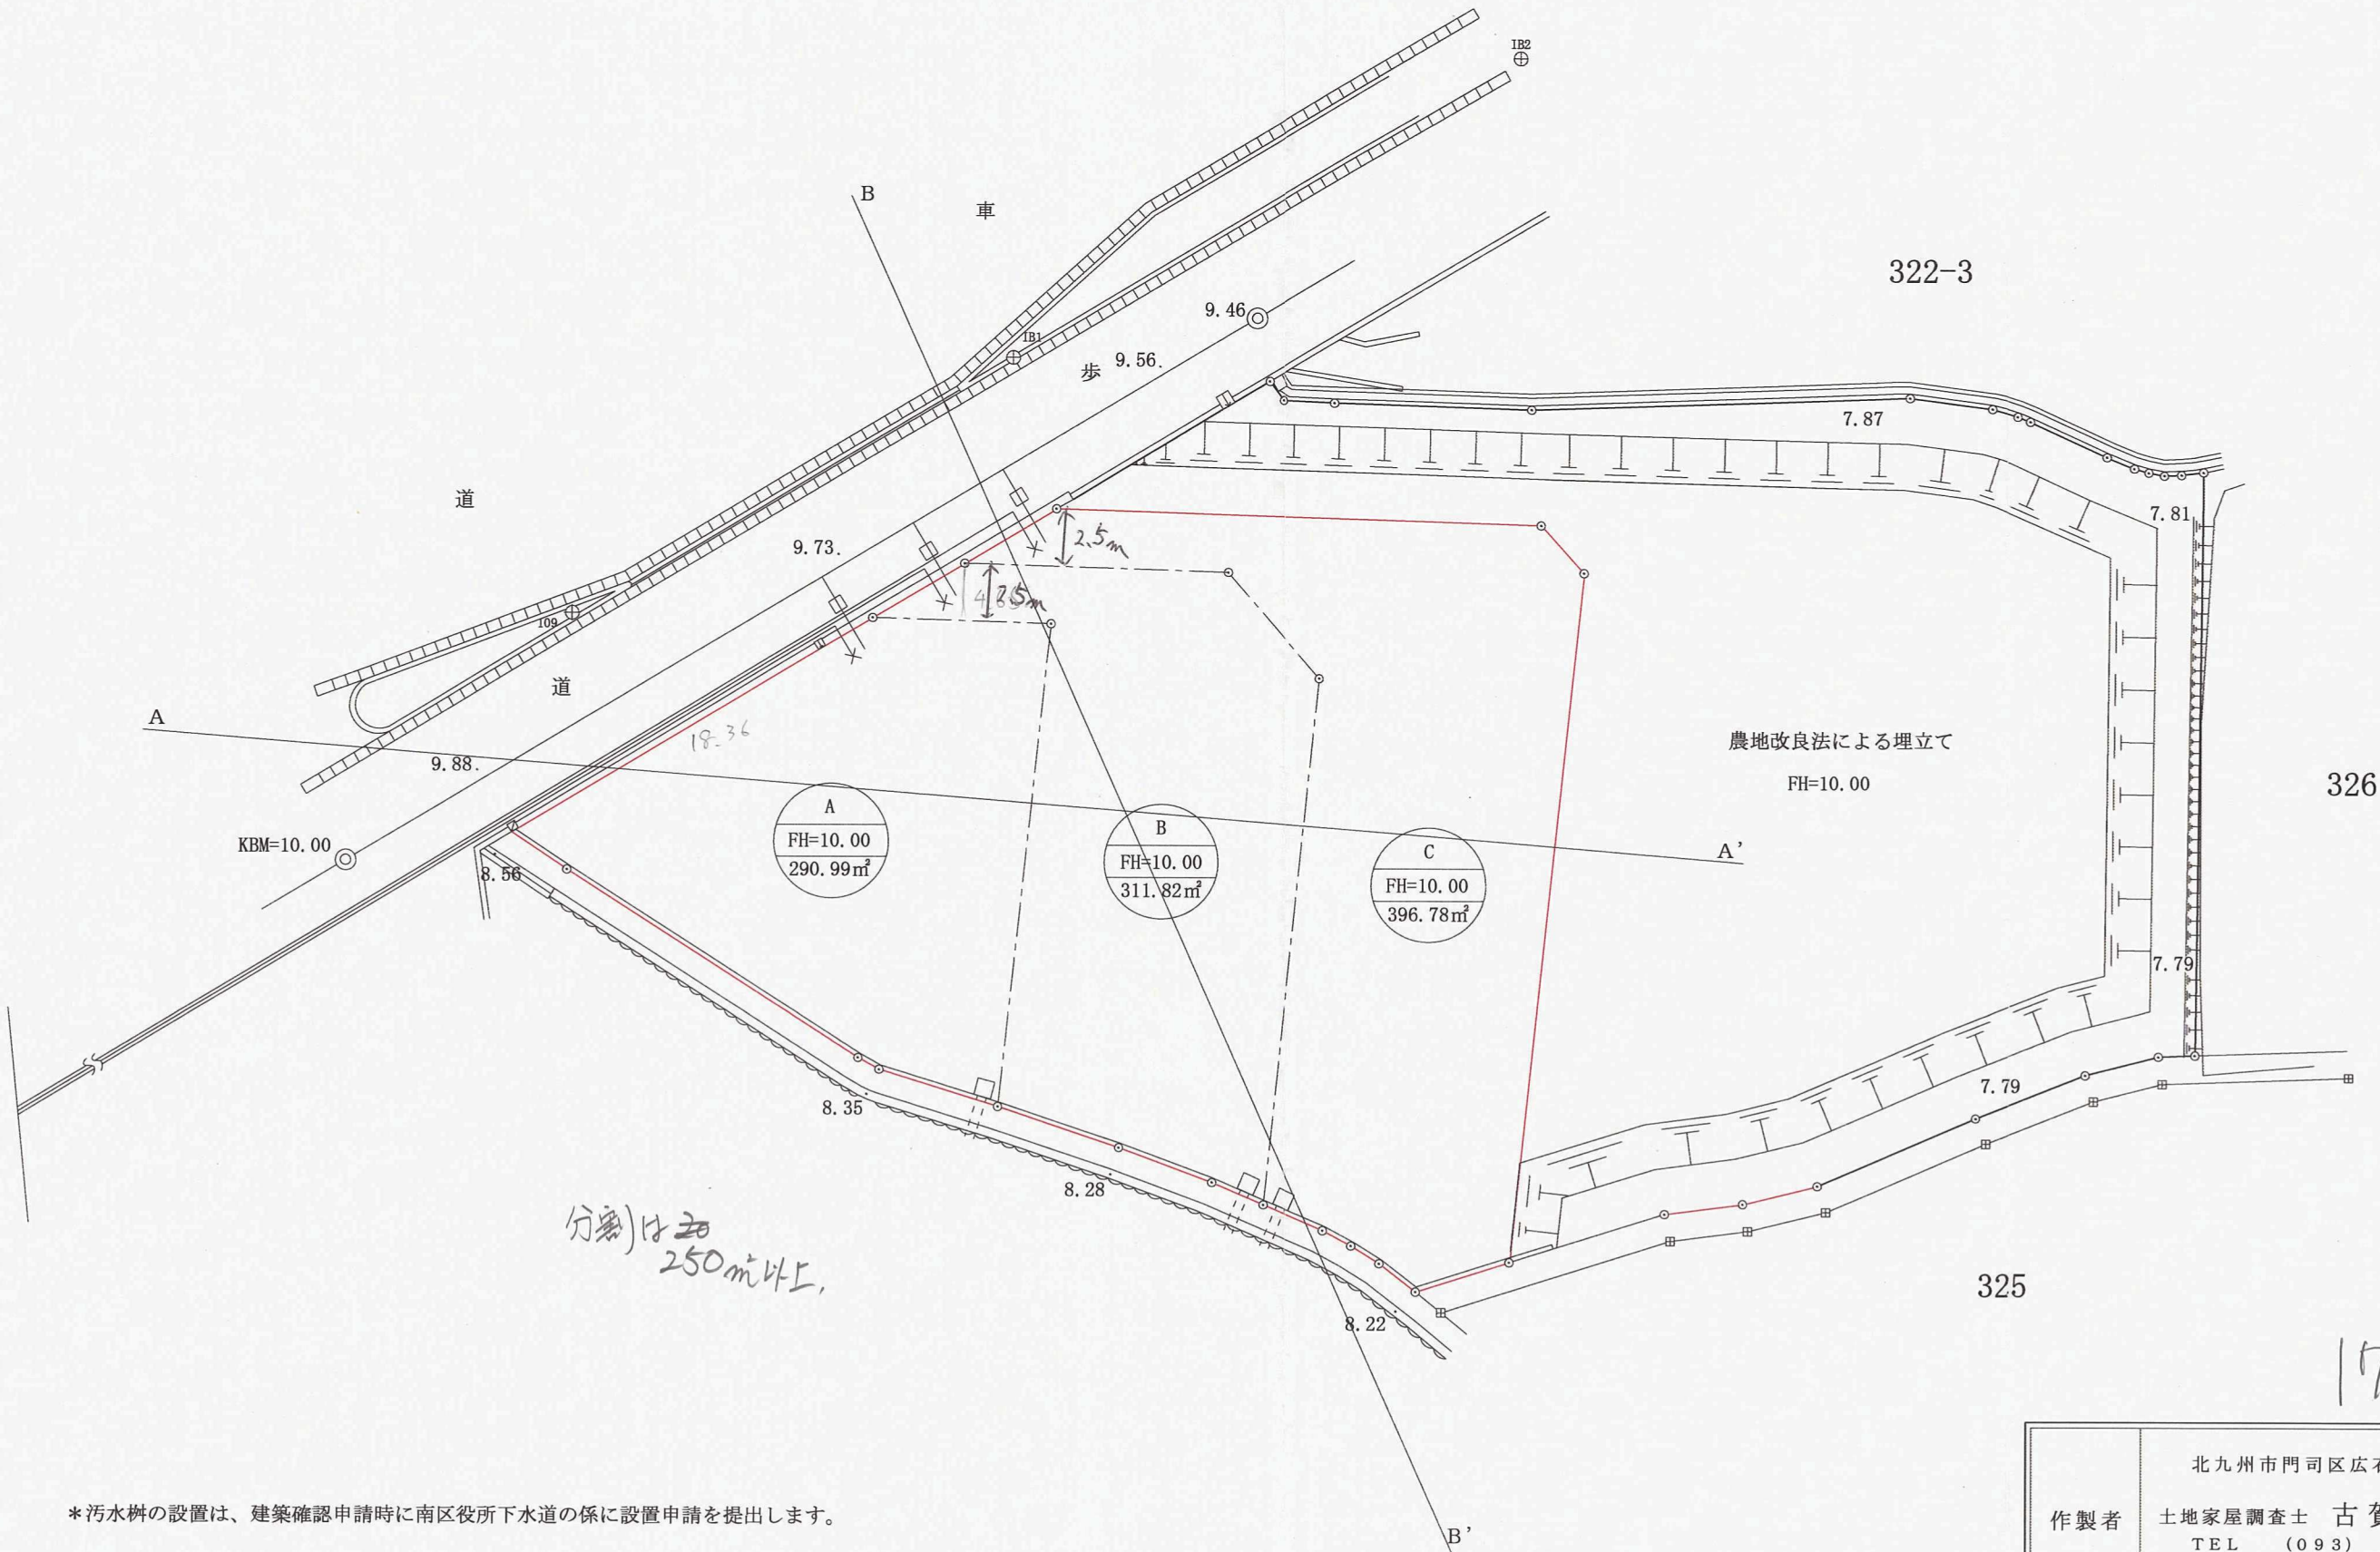 IB2
B
車
322-3
9.46
IB1
歩 9.56.
7.87
道
7.81
9.73.
2.5m
2.5m
109
道
A
18.36
農地改良法による埋立て
9.88.
FH=10.00
326
A
FH=10.00
290.99㎡
B
FH=10.00
311.82㎡
C
FH=10.00
396.78㎡
A'
KBM=10.00
8.56
7.79
7.79
8.35
8.28
分割は
250㎡以上.
325
8.22
北九州市門司区広石
作製者
土地家屋調査士 古賀
TEL (093)
*汚水桝の設置は、建築確認申請時に南区役所下水道の係に設置申請を提出します。
B'